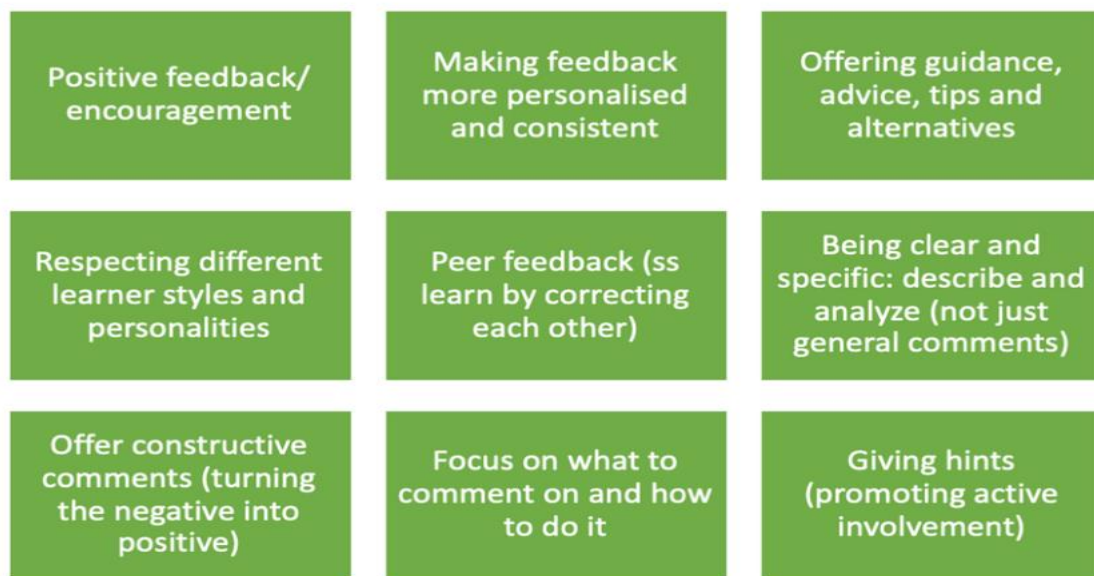 Positive feedback/
encouragement
Making feedback
more personalised
and consistent
Offering guidance,
advice, tips and
alternatives
Respecting different
learner styles and
personalities
Peer feedback (ss
learn by correcting
each other)
Being clear and
specific: describe and
analyze (not just
general comments)
Offer constructive
comments (turning
the negative into
positive)
Focus on what to
comment on and how
to do it
Giving hints
(promoting active
involvement)